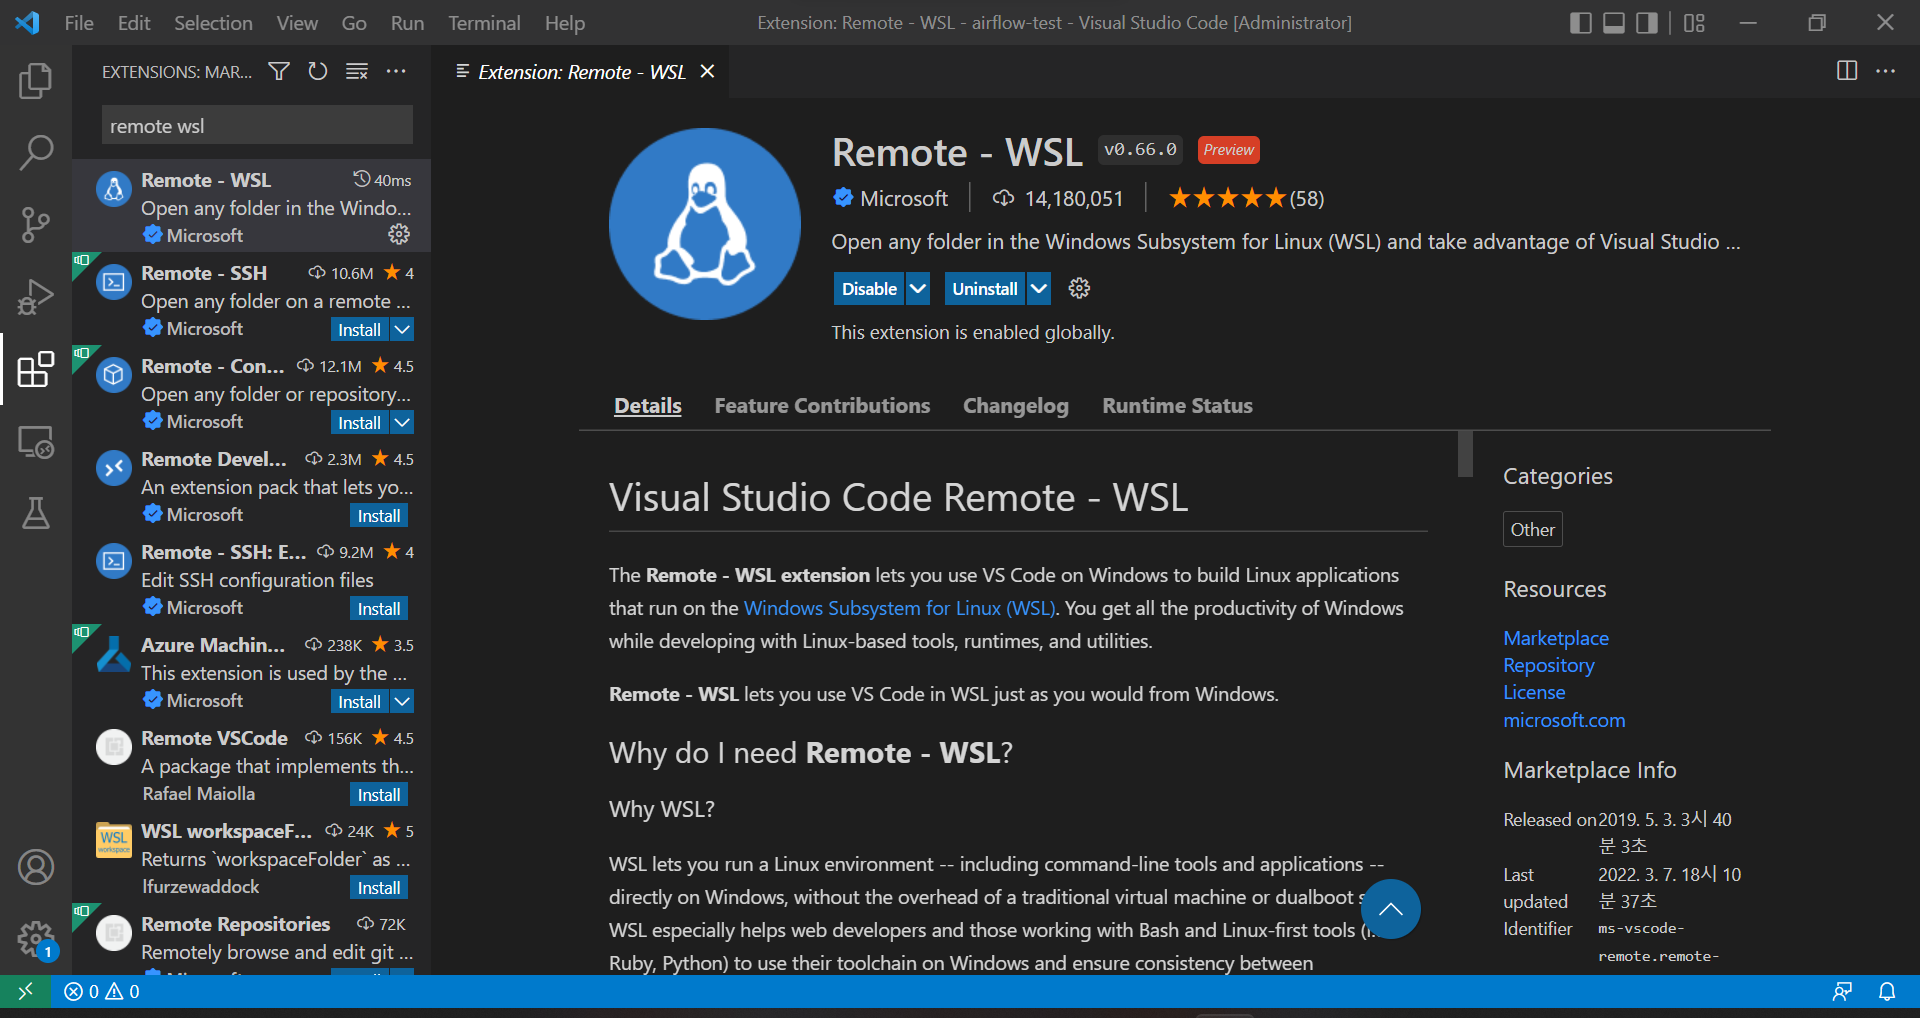 File Edit Selection View Go Run Terminal Help
Extension: Remote - WSL - airflow-test - Visual Studio Code [Administrator]
EXTENSIONS: MAR...
remote wsl
Remote - WSL 40ms
Open any folder in the Windo...
Microsoft
Remote - SSH 10.6M 4
Open any folder on a remote ...
Microsoft Install
Remote - Con... 12.1M 4.5
Open any folder or repository...
Microsoft Install
Remote Devel... 2.3M 4.5
An extension pack that lets yo...
Microsoft Install
Remote - SSH: E... 9.2M 4
Edit SSH configuration files
Microsoft Install
Azure Machin... 238K 3.5
This extension is used by the ...
Microsoft Install
Remote VSCode 156K 4.5
A package that implements th...
Rafael Maiolla Install
WSL
workspace
WSL workspaceF... 24K 5
Returns `workspaceFolder` as ...
lfurzewaddock Install
Remote Repositories 72K
Remotely browse and edit git ...
1
0 0
Extension: Remote - WSL
Remote - WSL v0.66.0 Preview
Microsoft 14,180,051 (58)
Open any folder in the Windows Subsystem for Linux (WSL) and take advantage of Visual Studio ...
Disable Uninstall
This extension is enabled globally.
Details Feature Contributions Changelog Runtime Status
Visual Studio Code Remote - WSL
The Remote - WSL extension lets you use VS Code on Windows to build Linux applications
that run on the Windows Subsystem for Linux (WSL). You get all the productivity of Windows
while developing with Linux-based tools, runtimes, and utilities.
Remote - WSL lets you use VS Code in WSL just as you would from Windows.
Why do I need Remote - WSL?
Why WSL?
WSL lets you run a Linux environment -- including command-line tools and applications --
directly on Windows, without the overhead of a traditional virtual machine or dualboot
WSL especially helps web developers and those working with Bash and Linux-first tools
Ruby, Python) to use their toolchain on Windows and ensure consistency between
Categories
Other
Resources
Marketplace
Repository
License
microsoft.com
Marketplace Info
Released on 2019. 5. 3. 3시 40
분 3초
Last 2022. 3. 7. 18시 10
updated 분 37초
Identifier ms-vscode-
remote.remote-